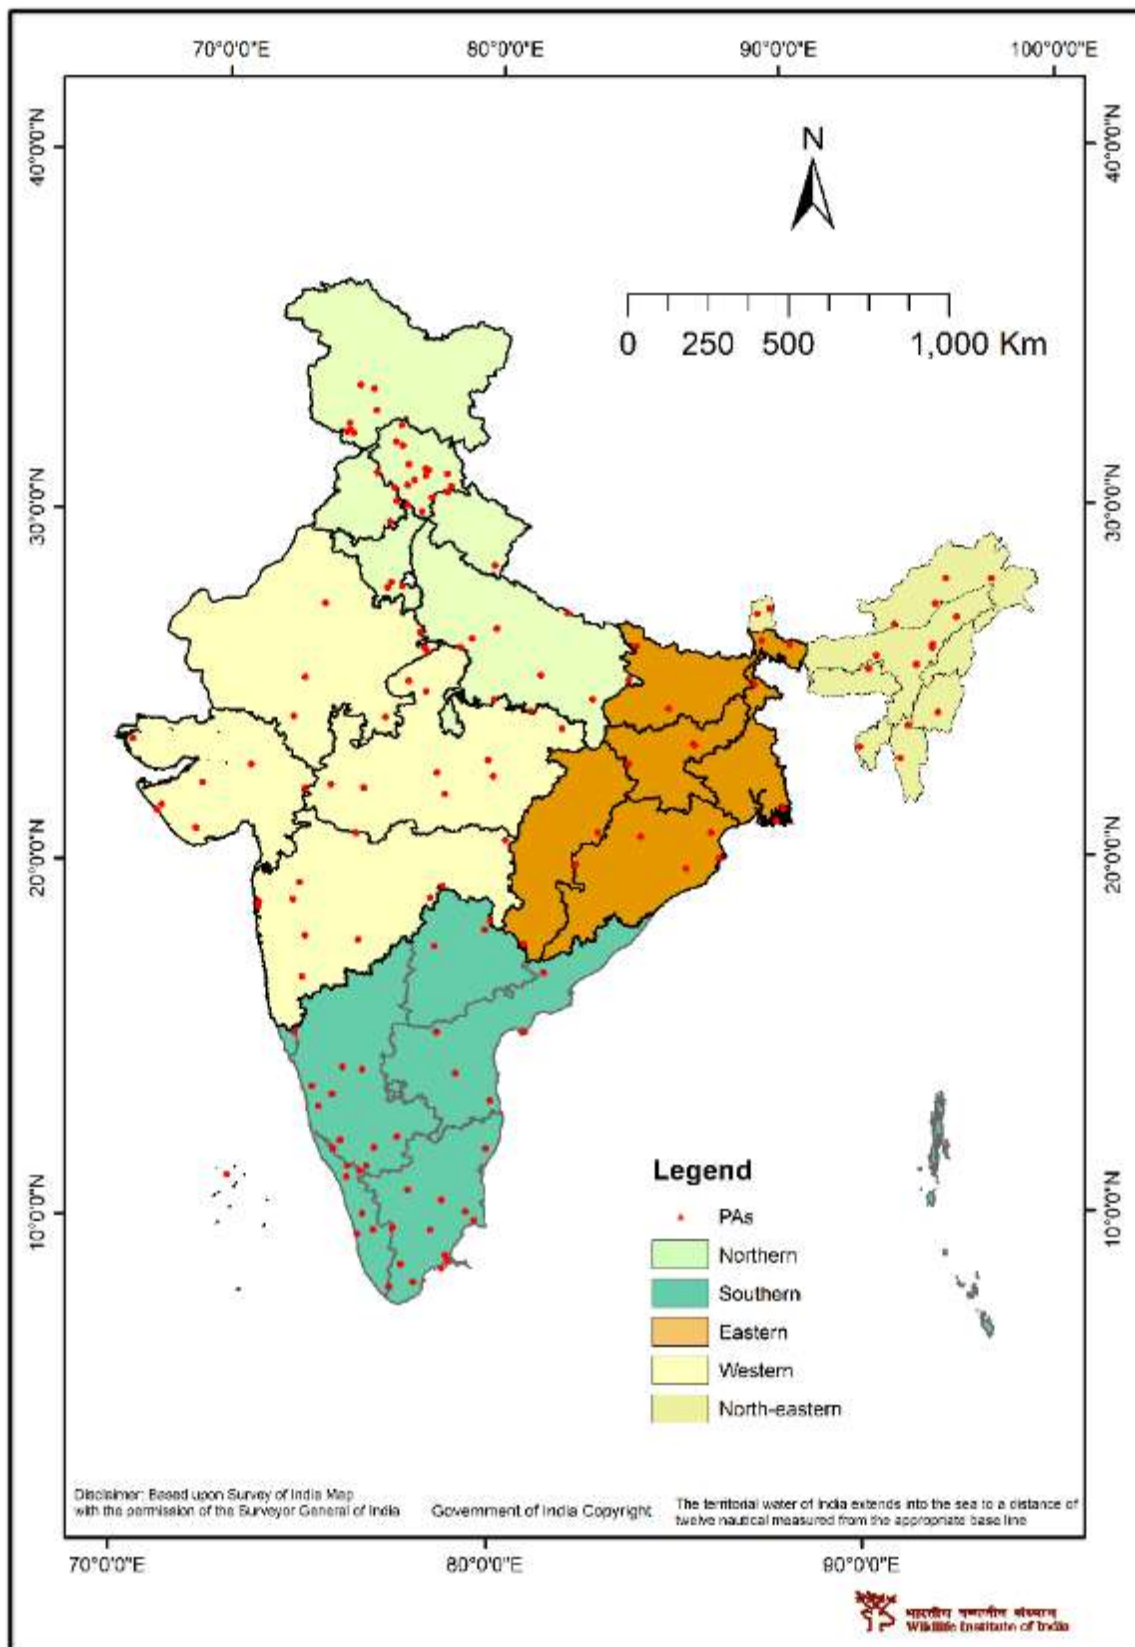 70°0'0"E 80°0'0"E 90°0'0"E 100°0'0"E
40°0'0"N 40°0'0"N
N
0 250 500 1,000 Km
30°0'0"N 30°0'0"N
20°0'0"N 20°0'0"N
Legend
PAs
10°0'0"N 10°0'0"N
Northern
Southern
Eastern
Western
North-eastern
Disclaimer: Based upon Survey of India Map
with the permission of the Surveyor General of India
Government of India Copyright
The territorial water of India extends into the sea to a distance of
twelve nautical measured from the appropriate base line
70°0'0"E 80°0'0"E 90°0'0"E
भारतीय वन्यजीव संस्थान
Wildlife Institute of India